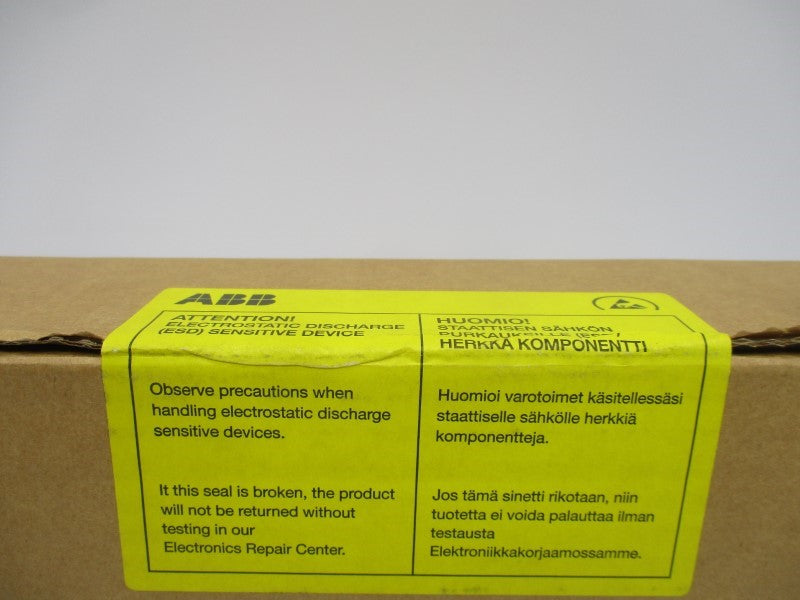 ABB
ATTENTION!
ELECTROSTATIC DISCHARGE
(ESD) SENSITIVE DEVICE
Observe precautions when
handling electrostatic discharge
sensitive devices.
It this seal is broken, the product
will not be returned without
testing in our
Electronics Repair Center.
HUOMIO!
STAATTISEN SÄHKÖN
HERKKÄ KOMPONENTTI
Huomioi varotoimet käsitellessäsi
staattiselle sähkölle herkkiä
komponentteja.
Jos tämä sinetti rikotaan, niin
tuotetta ei voida palauttaa ilman
testausta
Elektroniikkakorjaamossamme.